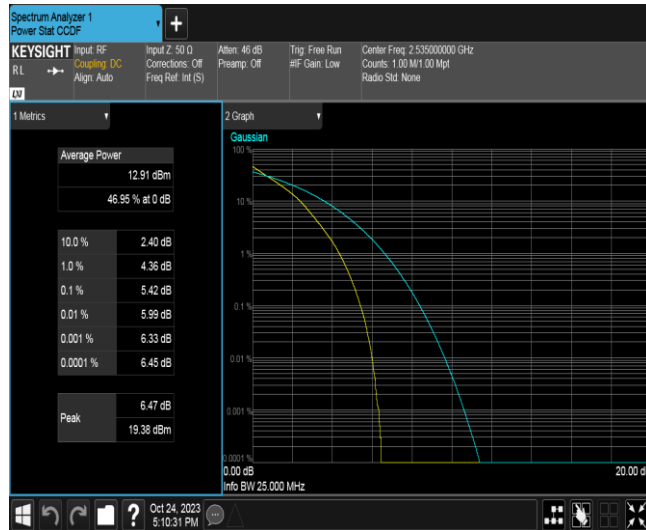 Spectrum Analyzer 1
Power Stat CCDF
+
KEYSIGHT
RL
LXI
Input: RF
Coupling: DC
Align: Auto
Input Z: 50 Ω
Corrections: Off
Freq Ref: Int (S)
Atten: 46 dB
Preamp: Off
Trig: Free Run
#IF Gain: Low
Center Freq: 2.535000000 GHz
Counts: 1.00 M/1.00 Mpt
Radio Std: None
1 Metrics
Average Power
12.91 dBm
46.95 % at 0 dB
10.0 % 2.40 dB
1.0 % 4.36 dB
0.1 % 5.42 dB
0.01 % 5.99 dB
0.001 % 6.33 dB
0.0001 % 6.45 dB
Peak
6.47 dB
19.38 dBm
2 Graph
Gaussian
100 %
10 %
1 %
0.1 %
0.01 %
0.001 %
0.0001 %
0.00 dB
20.00 d
Info BW 25.000 MHz
?
Oct 24, 2023
5:10:31 PM